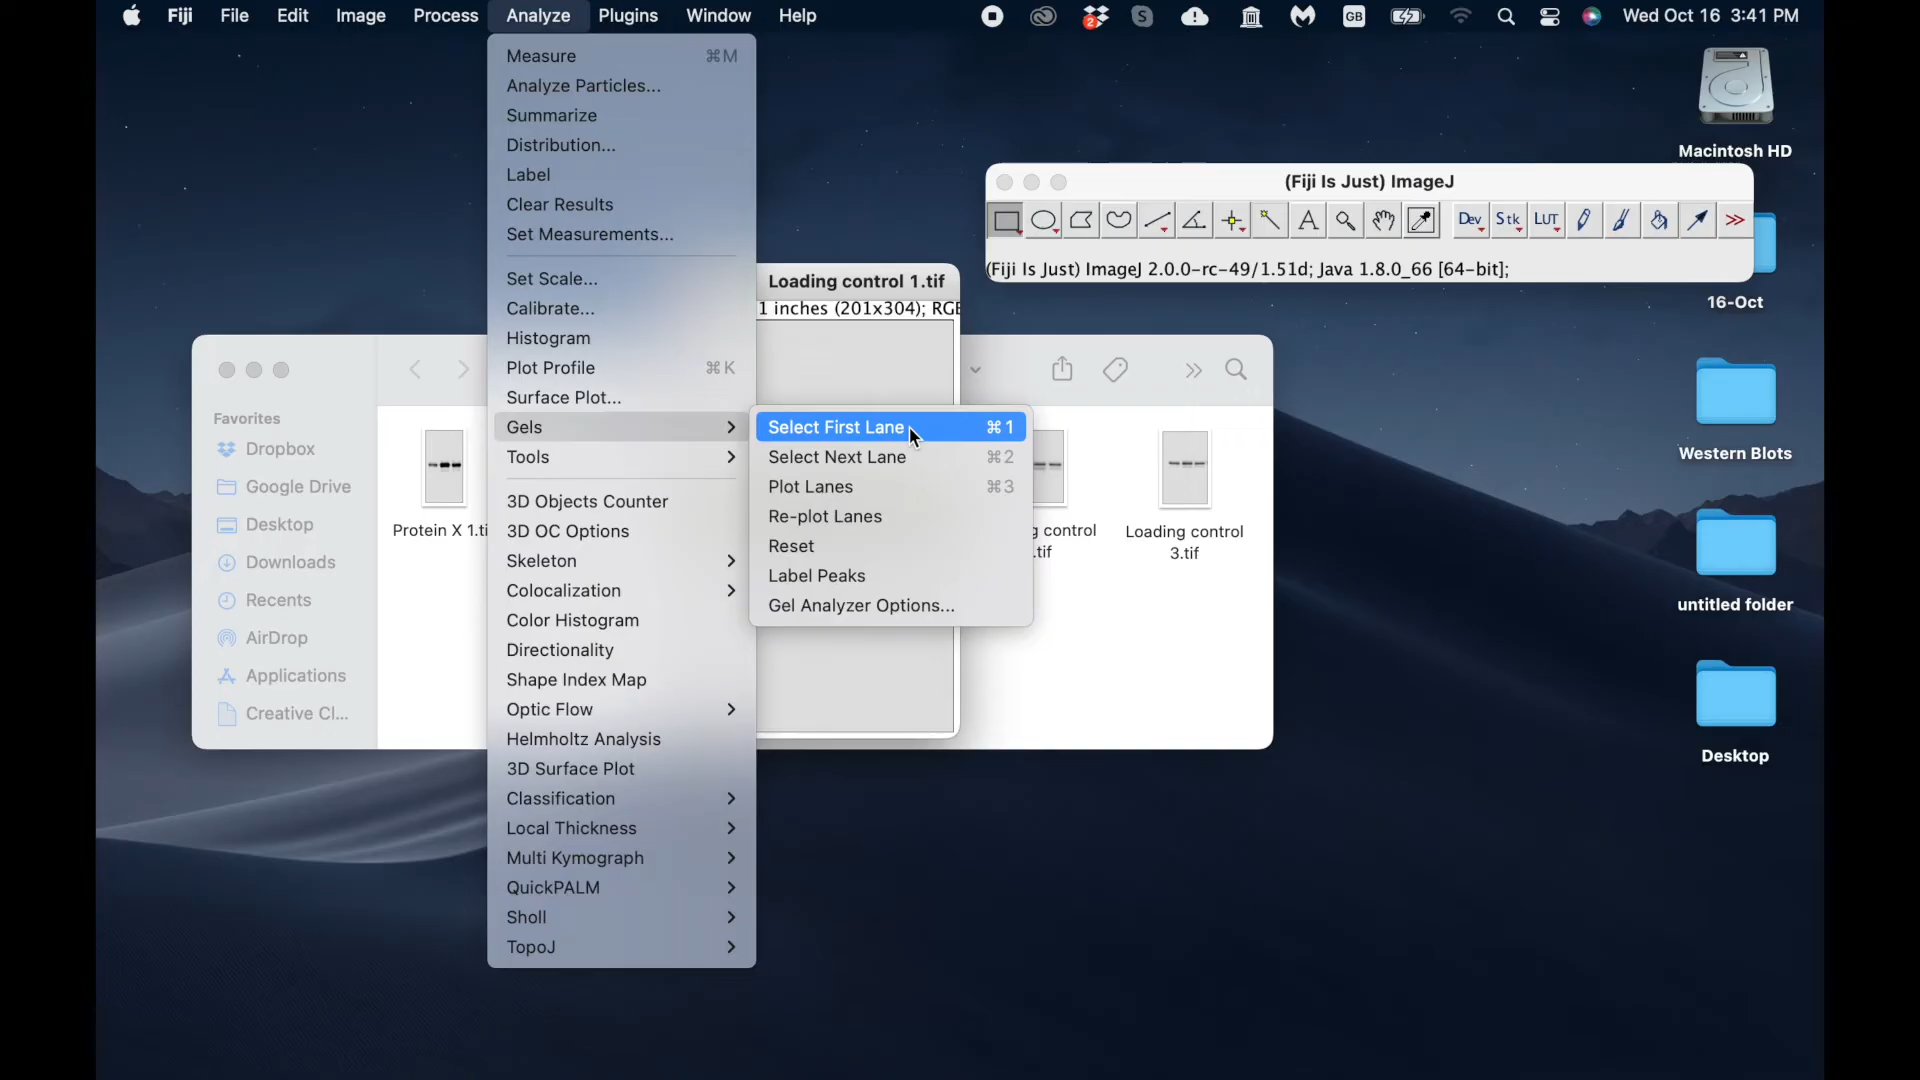 Fiji File Edit Image Process Analyze Plugins Window Help
2
GB
Wed Oct 16 3:41 PM
Measure ⌘M
Analyze Particles...
Summarize
Distribution...
Label
Clear Results
Set Measurements...
Set Scale...
Calibrate...
Histogram
Plot Profile ⌘K
Surface Plot...
Gels
Tools
3D Objects Counter
3D OC Options
Skeleton
Colocalization
Color Histogram
Directionality
Shape Index Map
Optic Flow
Helmholtz Analysis
3D Surface Plot
Classification
Local Thickness
Multi Kymograph
QuickPALM
Sholl
TopoJ
Select First Lane ⌘1
Select Next Lane ⌘2
Plot Lanes ⌘3
Re-plot Lanes
Reset
Label Peaks
Gel Analyzer Options...
Loading control 1.tif
1 inches (201x304); RGB
(Fiji Is Just) ImageJ
Dev Stk LUT
(Fiji Is Just) ImageJ 2.0.0-rc-49/1.51d; Java 1.8.0_66 [64-bit];
Favorites
Dropbox
Google Drive
Desktop
Downloads
Recents
AirDrop
Applications
Creative Cl...
Protein X 1.ti
g control
.tif
Loading control
3.tif
Macintosh HD
16-Oct
Western Blots
untitled folder
Desktop